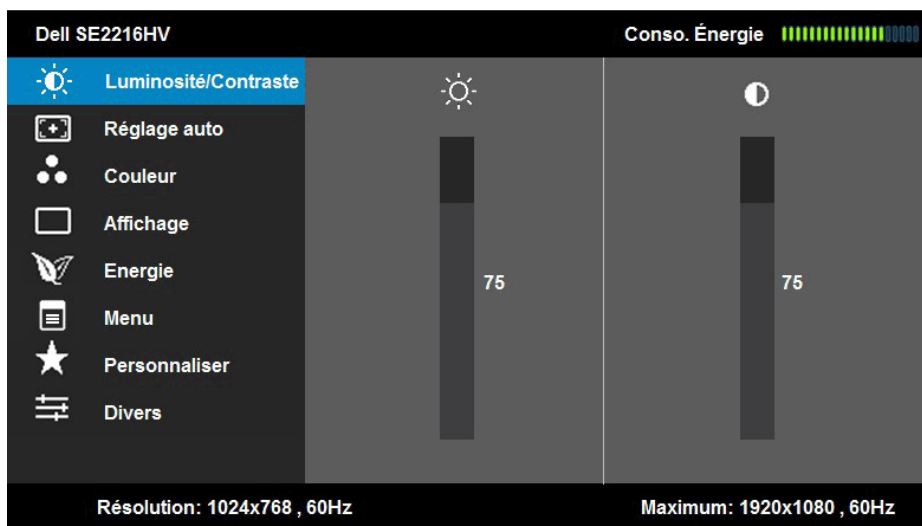 Dell SE2216HV
Conso. Énergie
Luminosité/Contraste
Réglage auto
Couleur
Affichage
Energie
75
75
Menu
Personnaliser
Divers
Résolution: 1024x768 , 60Hz
Maximum: 1920x1080 , 60Hz